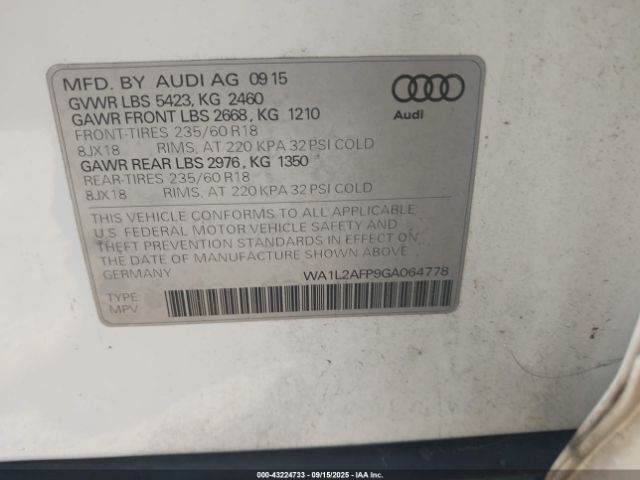 MFD. BY AUDI AG 09 15
GVWR LBS 5423, KG 2460
GAWR FRONT LBS 2668, KG 1210
FRONT-TIRES 235/60 R18
8JX18 RIMS, AT 220 KPA 32 PSI COLD
GAWR REAR LBS 2976, KG 1350
REAR-TIRES 235/60 R18
8JX18 RIMS, AT 220 KPA 32 PSI COLD
Audi
THIS VEHICLE CONFORMS TO ALL APPLICABLE
U.S. FEDERAL MOTOR VEHICLE SAFETY AND
THEFT PREVENTION STANDARDS IN EFFECT ON
THE DATE OF MANUFACTURE SHOWN ABOVE.
GERMANY WA1L2AFP9GA064778
TYPE:
MPV
000-43224733 - 09/15/2025 - IAA Inc.